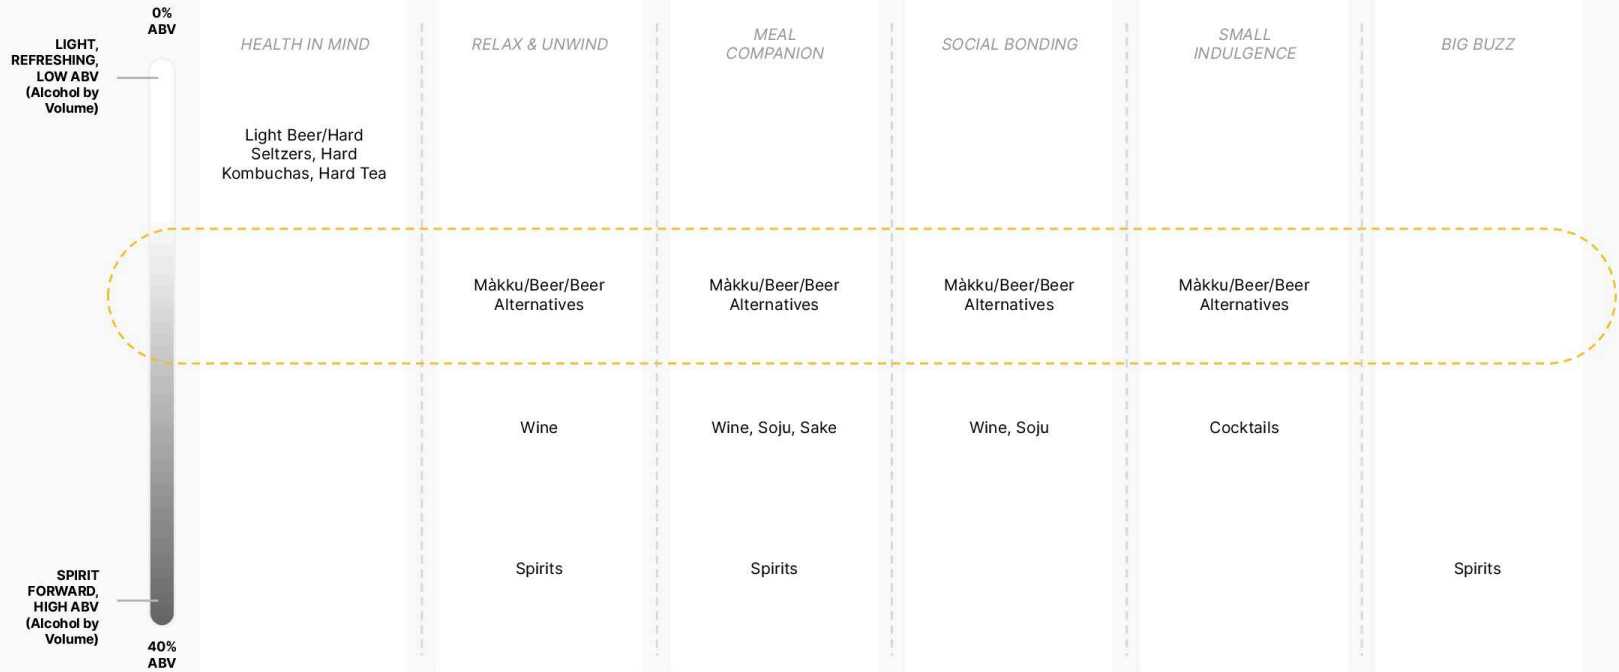 0%
ABV
LIGHT,
REFRESHING,
LOW ABV
(Alcohol by
Volume)
HEALTH IN MIND
RELAX & UNWIND
MEAL
COMPANION
SOCIAL BONDING
SMALL
INDULGENCE
BIG BUZZ
Light Beer/Hard
Seltzers, Hard
Kombuchas, Hard Tea
Màkku/Beer/Beer
Alternatives
Màkku/Beer/Beer
Alternatives
Màkku/Beer/Beer
Alternatives
Màkku/Beer/Beer
Alternatives
Wine
Wine, Soju, Sake
Wine, Soju
Cocktails
SPIRIT
FORWARD,
HIGH ABV
(Alcohol by
Volume)
Spirits
Spirits
Spirits
40%
ABV